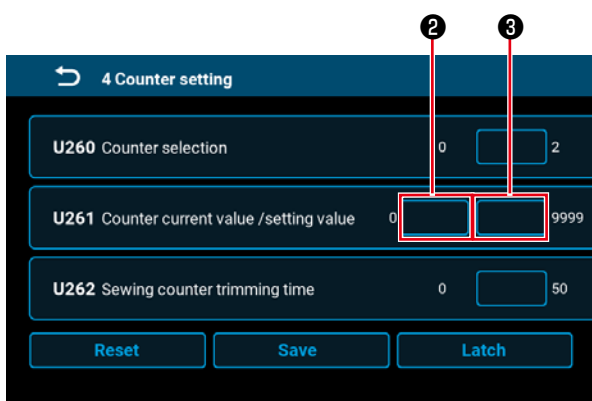 ❷ ❸
4 Counter setting
U260 Counter selection 0 2
U261 Counter current value /setting value 0 9999
U262 Sewing counter trimming time 0 50
Reset Save Latch